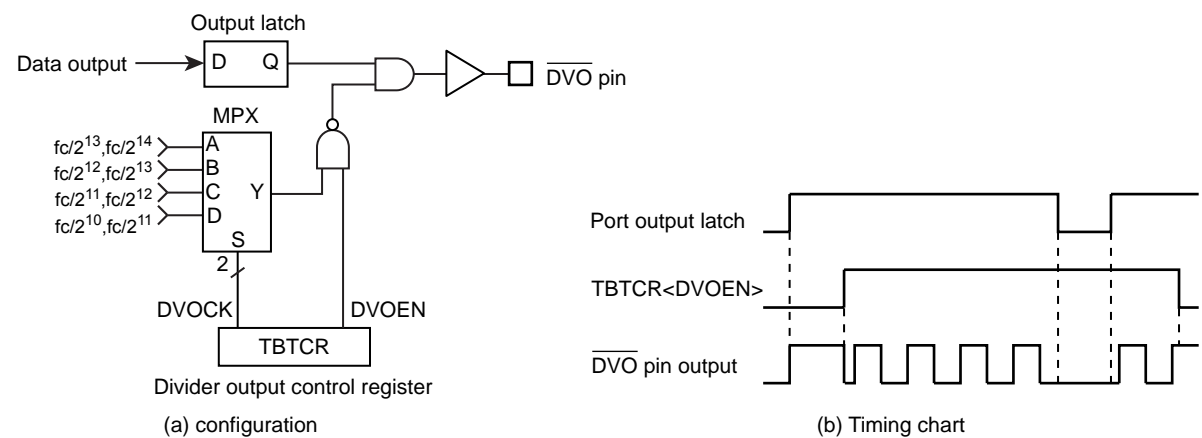 Output latch
Data output
D
Q
DVO pin
MPX
fc/2^13,fc/2^14
A
fc/2^12,fc/2^13
B
fc/2^11,fc/2^12
C
Y
fc/2^10,fc/2^11
D
S
2
DVOCK
DVOEN
TBTCR
Divider output control register
(a) configuration
Port output latch
TBTCR<DVOEN>
DVO pin output
(b) Timing chart